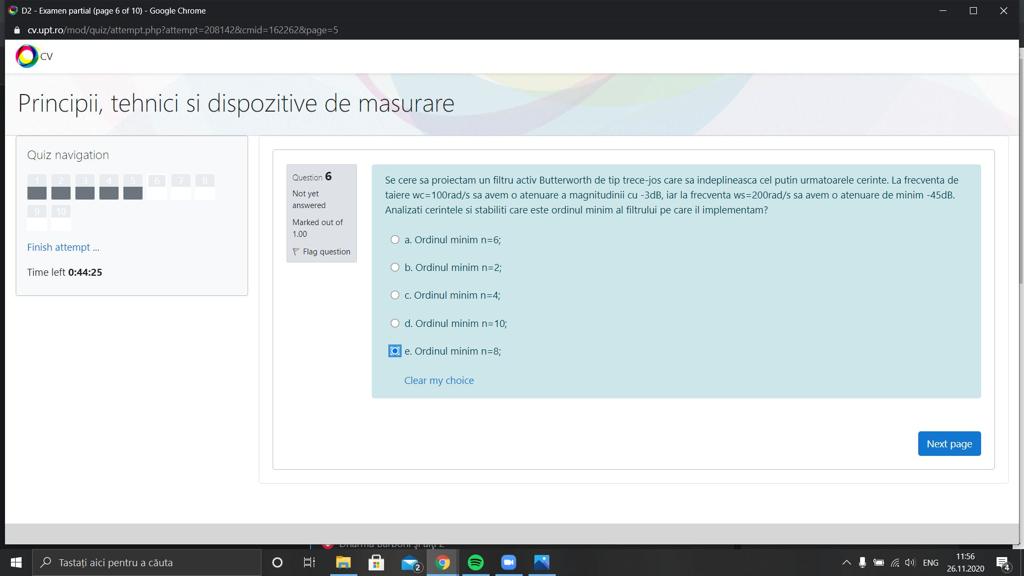 D2 - Examen partial (page 6 of 10) - Google Chrome
cv.upt.ro/mod/quiz/attempt.php?attempt=208142&cmid=162262&page=5
CV
Principii, tehnici si dispozitive de masurare
Quiz navigation
1 2 3 4 5 6 7 8
9 10
Finish attempt ...
Time left 0:44:25
Question 6
Not yet
answered
Marked out of
1.00
Flag question
Se cere sa proiectam un filtru activ Butterworth de tip trece-jos care sa indeplineasca cel putin urmatoarele cerinte. La frecventa de
taiere wc=100rad/s sa avem o atenuare a magnitudinii cu -3dB, iar la frecventa ws=200rad/s sa avem o atenuare de minim -45dB.
Analizati cerintele si stabiliti care este ordinul minim al filtrului pe care il implementam?
a. Ordinul minim n=6;
b. Ordinul minim n=2;
c. Ordinul minim n=4;
d. Ordinul minim n=10;
e. Ordinul minim n=8;
Clear my choice
Next page
Tastați aici pentru a căuta
2
ENG
11:56
26.11.2020
4